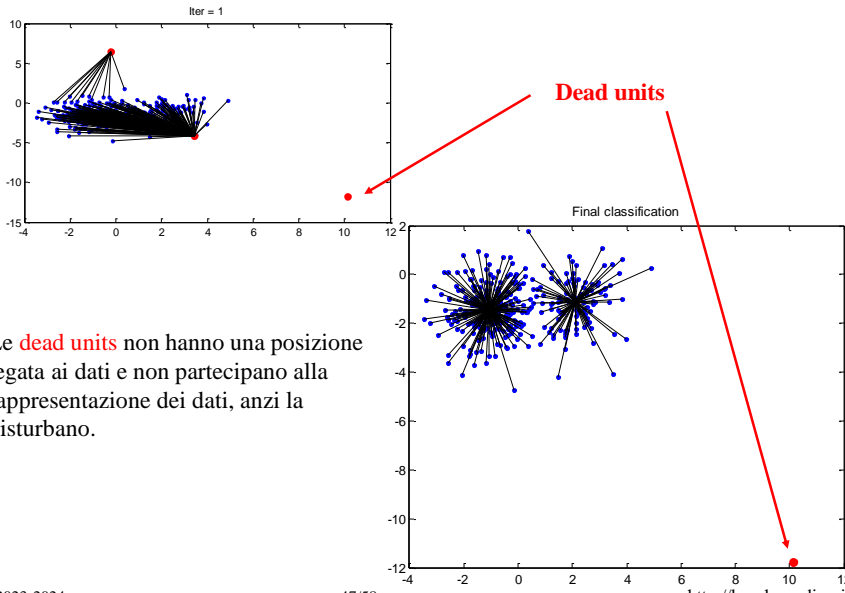 Iter = 1
10
5
0
-5
-10
-15
-4 -2 0 2 4 6 8 10 12
Dead units
Final classification
2
0
-2
-4
-6
-8
-10
-12
-4 -2 0 2 4 6 8 10 12
e dead units non hanno una posizione
egata ai dati e non partecipano alla
appresentazione dei dati, anzi la
isturbano.